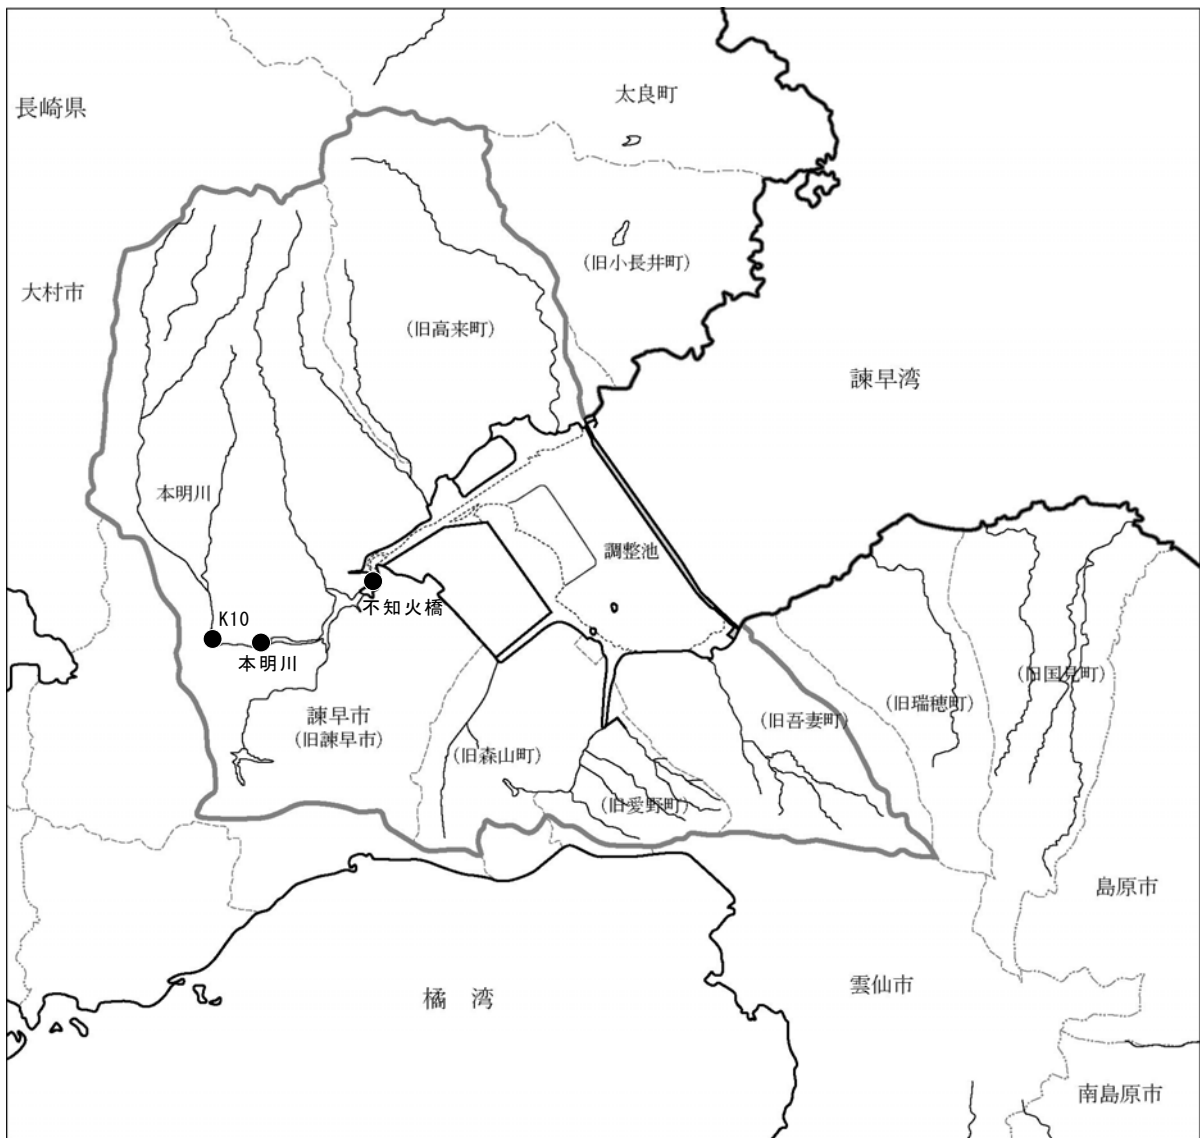 太良町
長崎県
(旧小長井町)
大村市
(旧高来町)
諫早湾
本明川
調整池
不知火橋
K10
本明川
(旧国見町)
(旧瑞穂町)
諫早市
(旧諫早市)
(旧吾妻町)
(旧森山町)
(旧愛野町)
島原市
雲仙市
橘 湾
南島原市